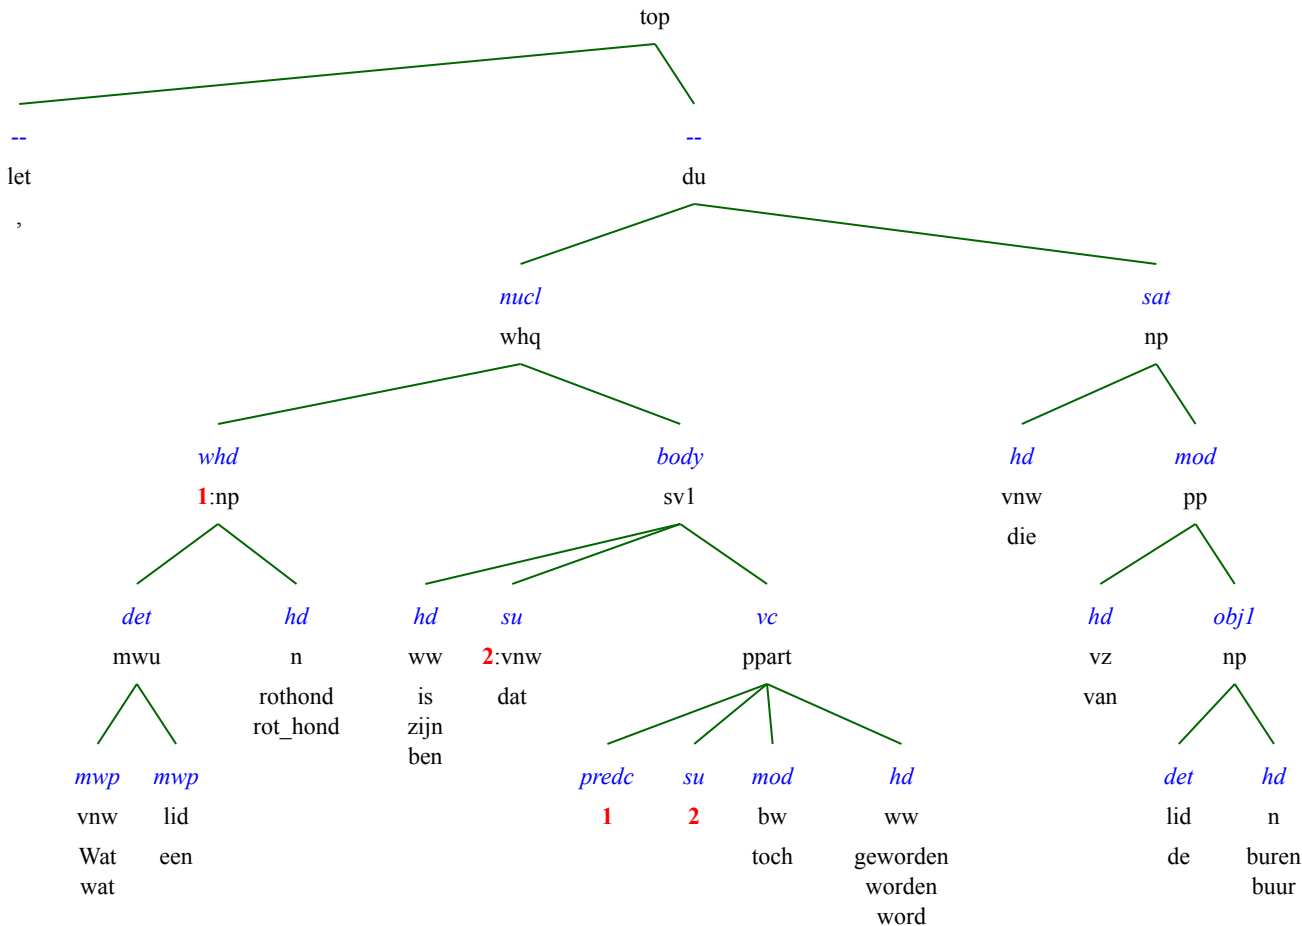 top
-- --
let du
,
nucl sat
whq np
whd body hd mod
1:np sv1 vnw pp
die
det hd hd su vc hd obj1
mwu n ww 2:vnw ppart vz np
rothond is dat van
rot_hond zijn
ben
mwp mwp predc su mod hd det hd
vnw lid 1 2 bw ww lid n
Wat een toch geworden de buren
wat worden buur
word